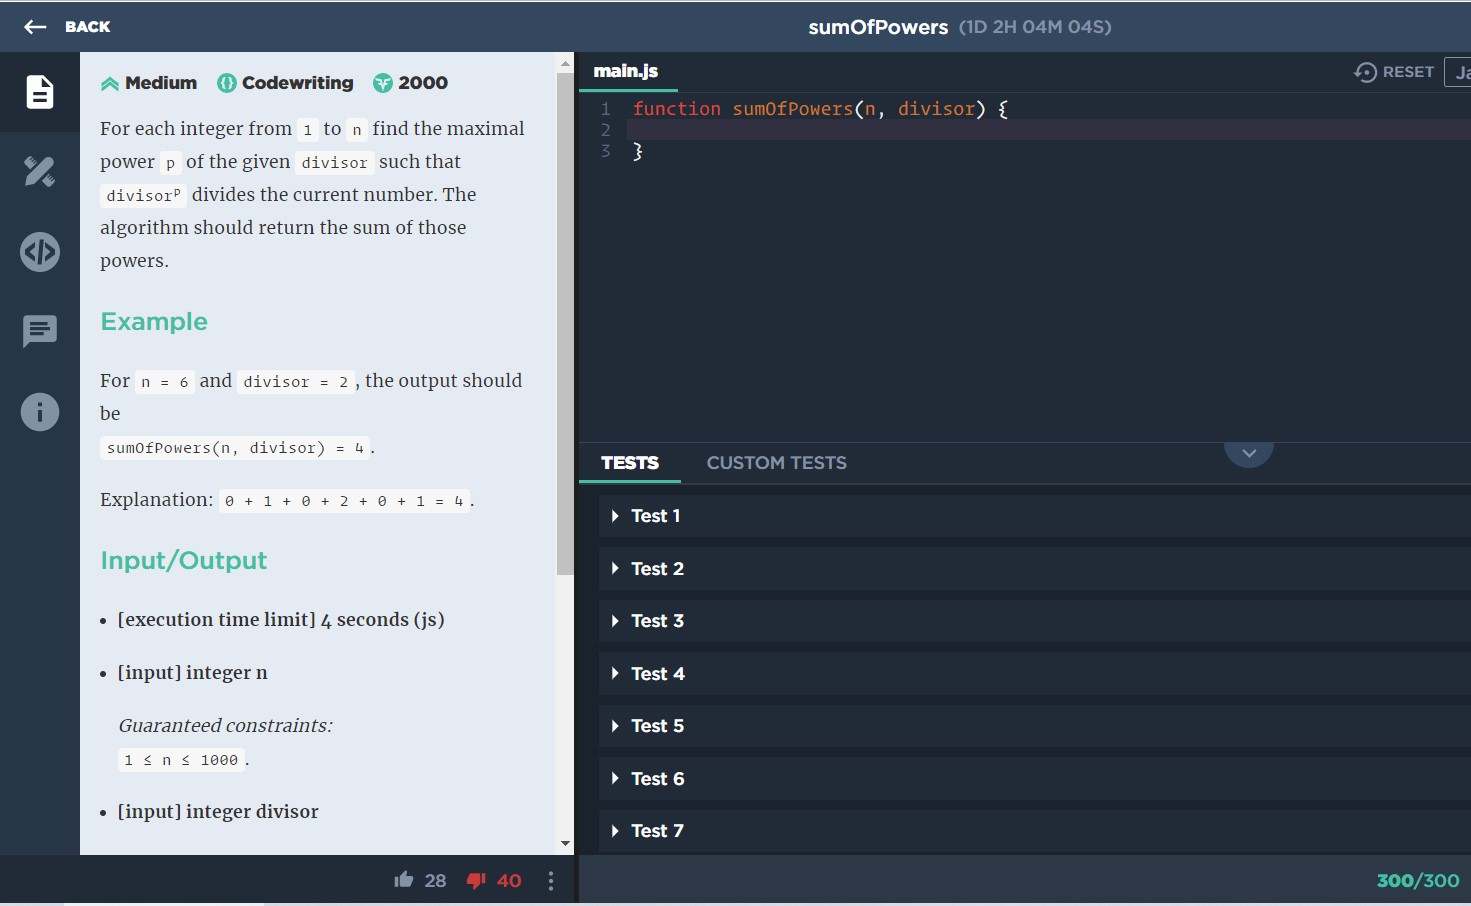 BACK
sumOfPowers (1D 2H 04M 04S)
Medium Codewriting 2000
For each integer from 1 to n find the maximal
power p of the given divisor such that
divisorᵖ divides the current number. The
algorithm should return the sum of those
powers.
Example
For n = 6 and divisor = 2, the output should
be
sumOfPowers(n, divisor) = 4.
Explanation: 0 + 1 + 0 + 2 + 0 + 1 = 4.
Input/Output
• [execution time limit] 4 seconds (js)
• [input] integer n
Guaranteed constraints:
1 ≤ n ≤ 1000.
• [input] integer divisor
28 40
main.js
RESET Ja
1 function sumOfPowers(n, divisor) {
2
3 }
TESTS CUSTOM TESTS
Test 1
Test 2
Test 3
Test 4
Test 5
Test 6
Test 7
300/300